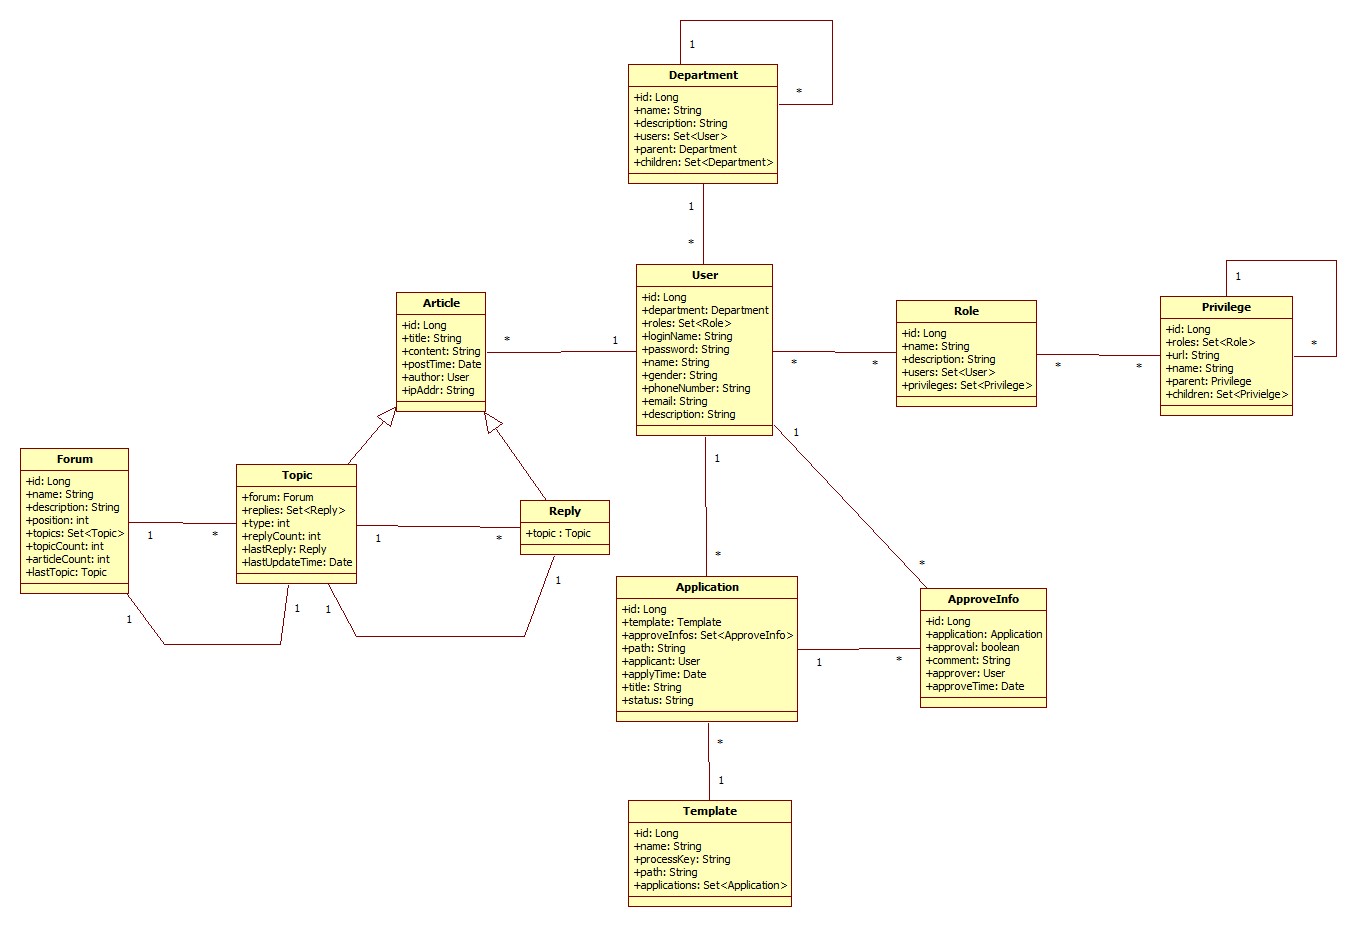 1
*
Department
+id: Long
+name: String
+description: String
+users: Set<User>
+parent: Department
+children: Set<Department>
1
*
User
+id: Long
+department: Department
+roles: Set<Role>
+loginName: String
+password: String
+name: String
+gender: String
+phoneNumber: String
+email: String
+description: String
Article
+id: Long
+title: String
+content: String
+postTime: Date
+author: User
+ipAddr: String
*
1
*
*
Role
+id: Long
+name: String
+description: String
+users: Set<User>
+privileges: Set<Privilege>
*
*
Privilege
+id: Long
+roles: Set<Role>
+url: String
+name: String
+parent: Privilege
+children: Set<Privielge>
1
*
Forum
+id: Long
+name: String
+description: String
+position: int
+topics: Set<Topic>
+topicCount: int
+articleCount: int
+lastTopic: Topic
1
*
1
1
Topic
+forum: Forum
+replies: Set<Reply>
+type: int
+replyCount: int
+lastReply: Reply
+lastUpdateTime: Date
1
*
1
1
Reply
+topic : Topic
1
*
1
*
Application
+id: Long
+template: Template
+approveInfos: Set<ApproveInfo>
+path: String
+applicant: User
+applyTime: Date
+title: String
+status: String
1
*
ApproveInfo
+id: Long
+application: Application
+approval: boolean
+comment: String
+approver: User
+approveTime: Date
*
1
Template
+id: Long
+name: String
+processKey: String
+path: String
+applications: Set<Application>